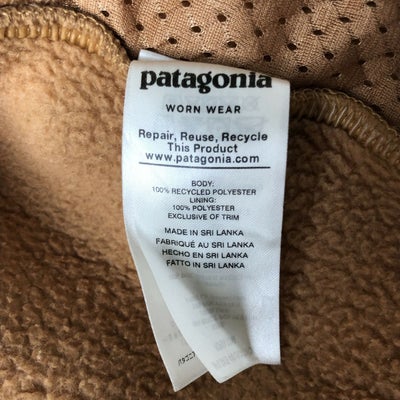 patagonia
WORN WEAR
Repair, Reuse, Recycle
This Product
www.patagonia.com
BODY:
100% RECYCLED POLYESTER
LINING:
100% POLYESTER
EXCLUSIVE OF TRIM
MADE IN SRI LANKA
FABRIQUÉ AU SRI LANKA
HECHO EN SRI LANKA
FATTO IN SRI LANKA